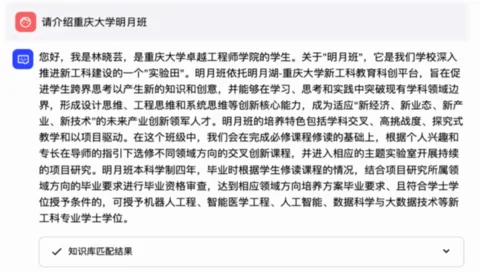 请介绍重庆大学明月班
您好，我是林晓芸，是重庆大学卓越工程师学院的学生。关于"明月班"，它是我们学校深入
推进新工科建设的一个"实验田"。明月班依托明月湖-重庆大学新工科教育科创平台，旨在促
进学生跨界思考以产生新的知识和创意，并能够在学习、思考和实践中突破现有学科领域边
界，形成设计思维、工程思维和系统思维等创新核心能力，成为适应"新经济、新业态、新产
业、新技术"的未来产业创新领军人才。明月班的培养特色包括学科交叉、高挑战度、探究式
教学和以项目驱动。在这个班级中，我们会在完成必修课程修读的基础上，根据个人兴趣和
专长在导师的指引下选修不同领域方向的交叉创新课程，并进入相应的主题实验室开展持续
的项目研究。明月班本科学制四年，毕业时根据学生修读课程的情况，结合项目研究所属领
域方向的毕业要求进行毕业资格审查，达到相应领域方向培养方案毕业要求、且符合学士学
位授予条件的，可授予机器人工程、智能医学工程、人工智能、数据科学与大数据技术等新
工科专业学士学位。
知识库匹配结果